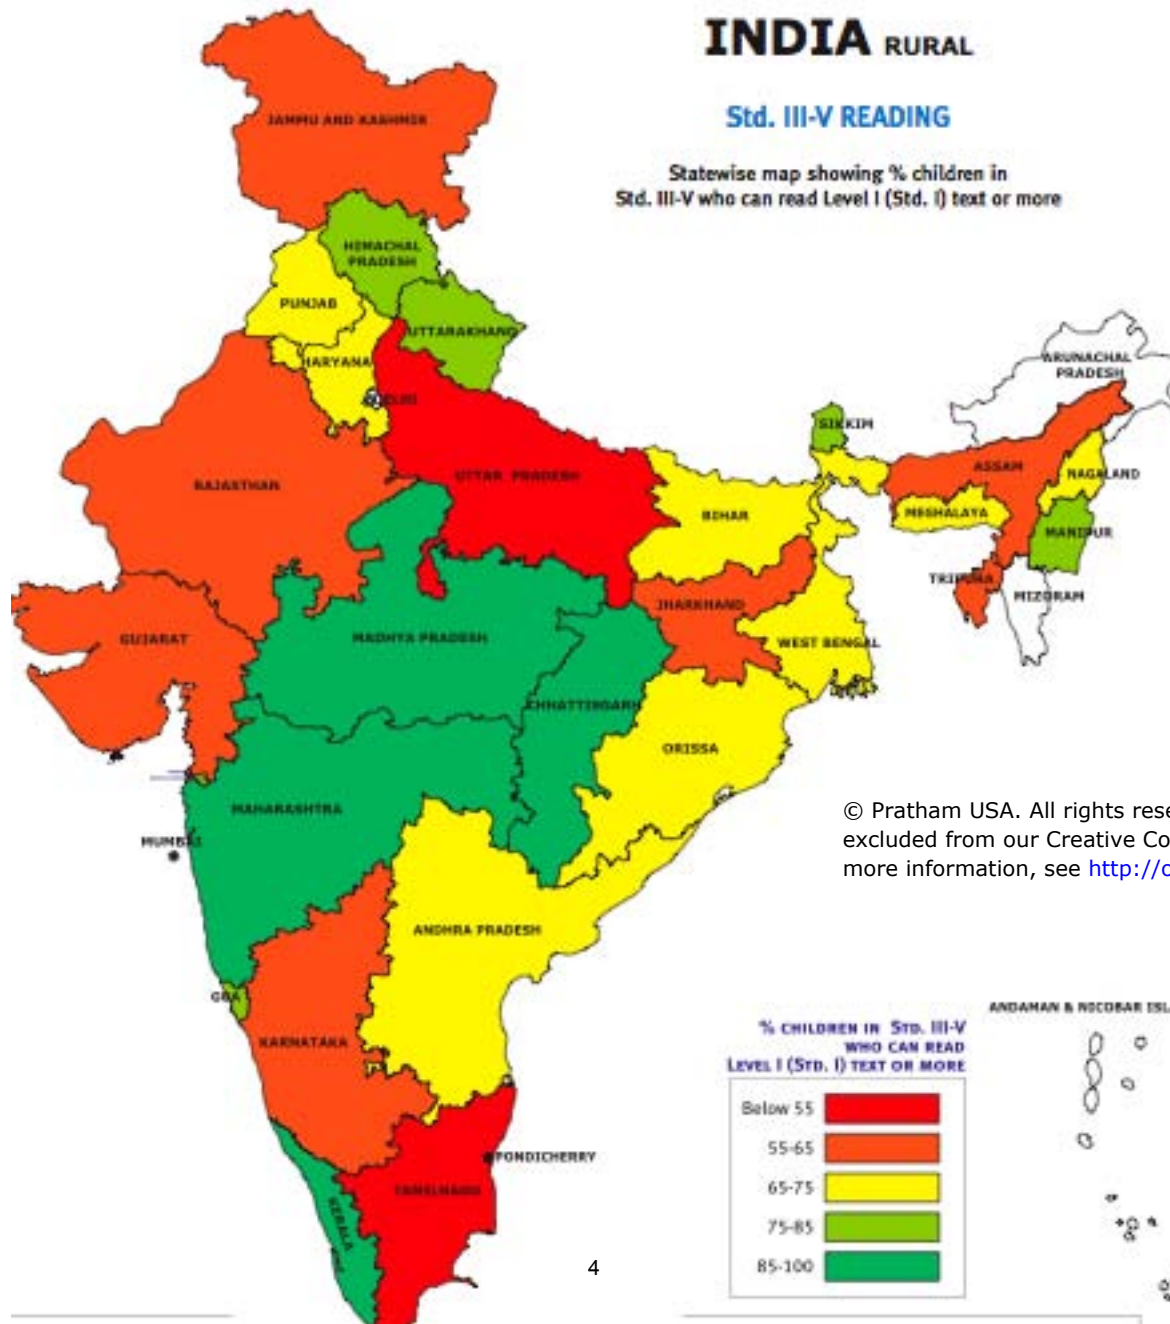 INDIA RURAL
Std. III-V READING
Statewise map showing % children in
Std. III-V who can read Level I (Std. I) text or more
JAMMU AND KASHMIR
HIMACHAL
PRADESH
PUNJAB
UTTARAKHAND
HARYANA
DELHI
ARUNACHAL
PRADESH
SIKKIM
RAJASTHAN
UTTAR PRADESH
BIHAR
ASSAM
NAGALAND
MEGHALAYA
MANIPUR
TRIPURA
MIZORAM
JHARKHAND
GUJARAT
MADHYA PRADESH
WEST BENGAL
CHHATTISGARH
ORISSA
MAHARASHTRA
MUMBAI
© Pratham USA. All rights rese
excluded from our Creative Co
more information, see http://o
ANDHRA PRADESH
GOA
KARNATAKA
ANDAMAN & NICOBAR ISL
% CHILDREN IN STD. III-V
WHO CAN READ
LEVEL I (STD. I) TEXT OR MORE
Below 55
55-65
65-75
75-85
85-100
PONDICHERRY
TAMILNADU
KERALA
4